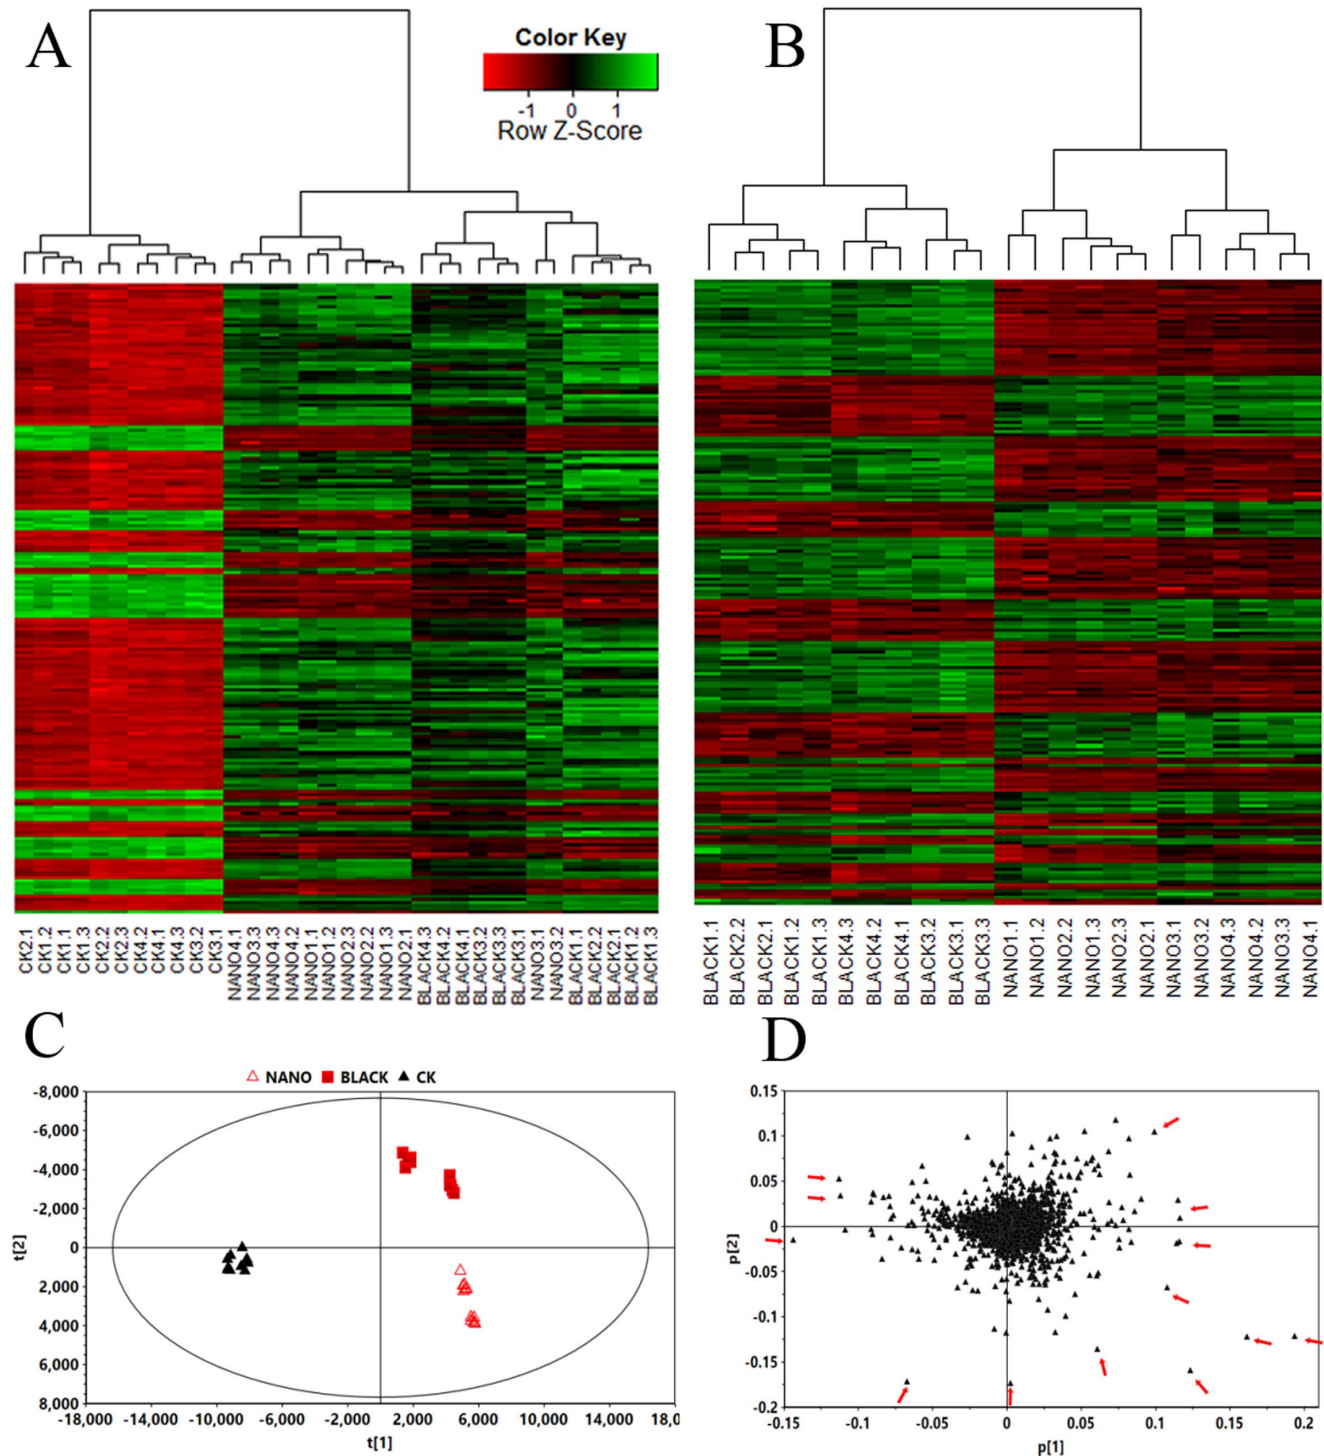 A
Color Key
-1 0 1
Row Z-Score
B
CK2.1
CK1.2
CK1.1
CK1.3
CK2.2
CK2.3
CK4.2
CK4.1
CK4.3
CK3.2
CK3.1
NANO4.1
NANO3.3
NANO4.3
NANO4.2
NANO1.1
NANO1.2
NANO2.3
NANO2.2
NANO1.3
NANO2.1
BLACK4.3
BLACK4.2
BLACK4.1
BLACK3.2
BLACK3.3
BLACK3.1
NANO3.1
NANO3.2
BLACK1.1
BLACK2.2
BLACK2.1
BLACK1.2
BLACK1.3
BLACK1.1
BLACK2.2
BLACK2.1
BLACK1.2
BLACK1.3
BLACK4.3
BLACK4.2
BLACK4.1
BLACK3.2
BLACK3.1
BLACK3.3
NANO1.1
NANO1.2
NANO2.2
NANO1.3
NANO2.3
NANO2.1
NANO3.1
NANO3.2
NANO4.3
NANO4.2
NANO3.3
NANO4.1
C
NANO BLACK CK
-8,000
-6,000
-4,000
-2,000
0
2,000
4,000
6,000
8,000
t[2]
-18,000 -14,000 -10,000 -6,000 -2,000 2,000 6,000 10,000 14,000 18,0
t[1]
D
0.15
0.1
0.05
0
-0.05
-0.1
-0.15
-0.2
p[2]
-0.15 -0.1 -0.05 0 0.05 0.1 0.15 0.2
p[1]